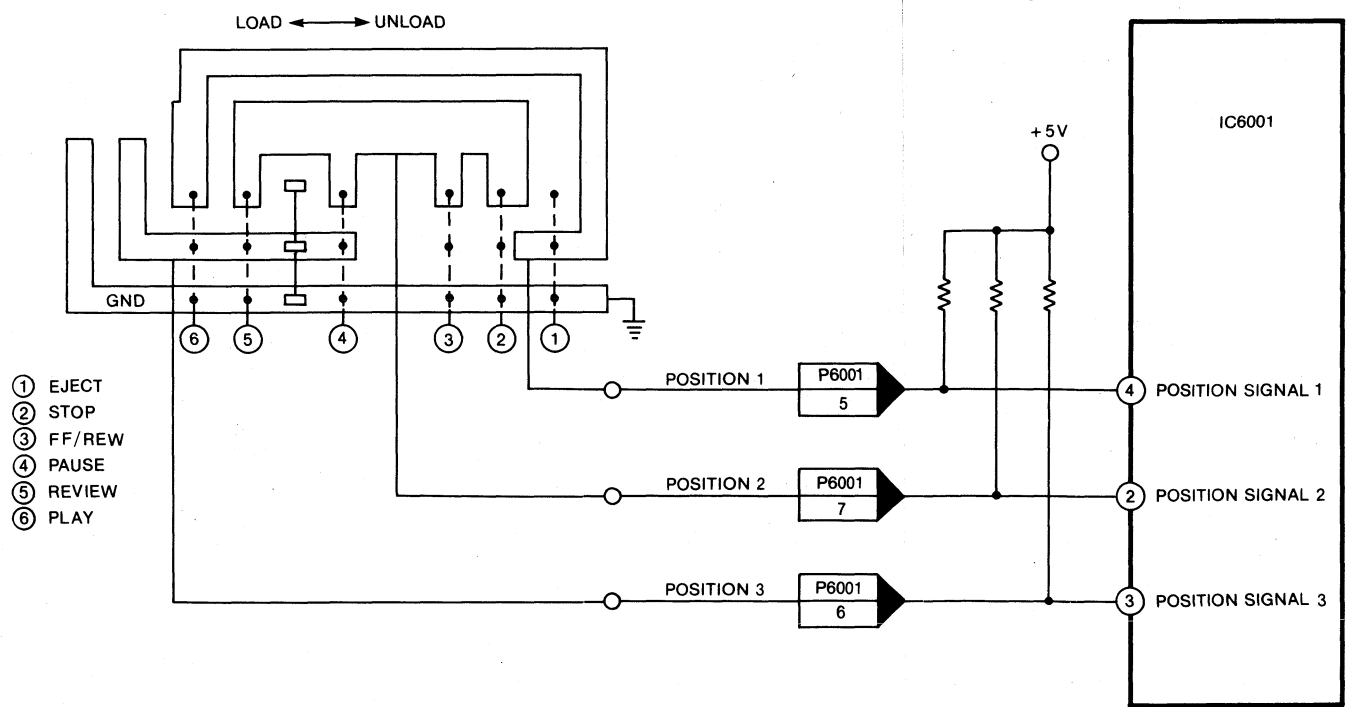 LOAD UNLOAD
GND
6 5 4 3 2 1
1 EJECT
2 STOP
3 FF/REW
4 PAUSE
5 REVIEW
6 PLAY
+5V
IC6001
POSITION 1 P6001 5 4 POSITION SIGNAL 1
POSITION 2 P6001 7 2 POSITION SIGNAL 2
POSITION 3 P6001 6 3 POSITION SIGNAL 3